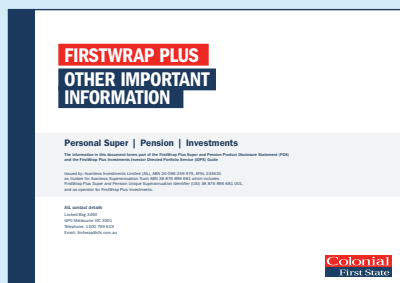 FIRSTWRAP PLUS
OTHER IMPORTANT
INFORMATION
Personal Super | Pension | Investments
The information in this document forms part of the FirstWrap Plus Super and Pension Product Disclosure Statement (PDS)
and the FirstWrap Plus Investments Investor Directed Portfolio Service (IDPS) Guide
Issued by: Avanteos Investments Limited (AIL), ABN 20 096 259 979, AFSL 245531
as trustee for Avanteos Superannuation Trust ABN 38 876 896 681 which includes
FirstWrap Plus Super and Pension Unique Superannuation Identifier (USI) 38 876 896 681 001,
and as operator for FirstWrap Plus Investments.
AIL contact details
Locked Bag 3460
GPO Melbourne VIC 3001
Telephone: 1300 769 619
Email: firstwrap@cfs.com.au
Colonial
First State